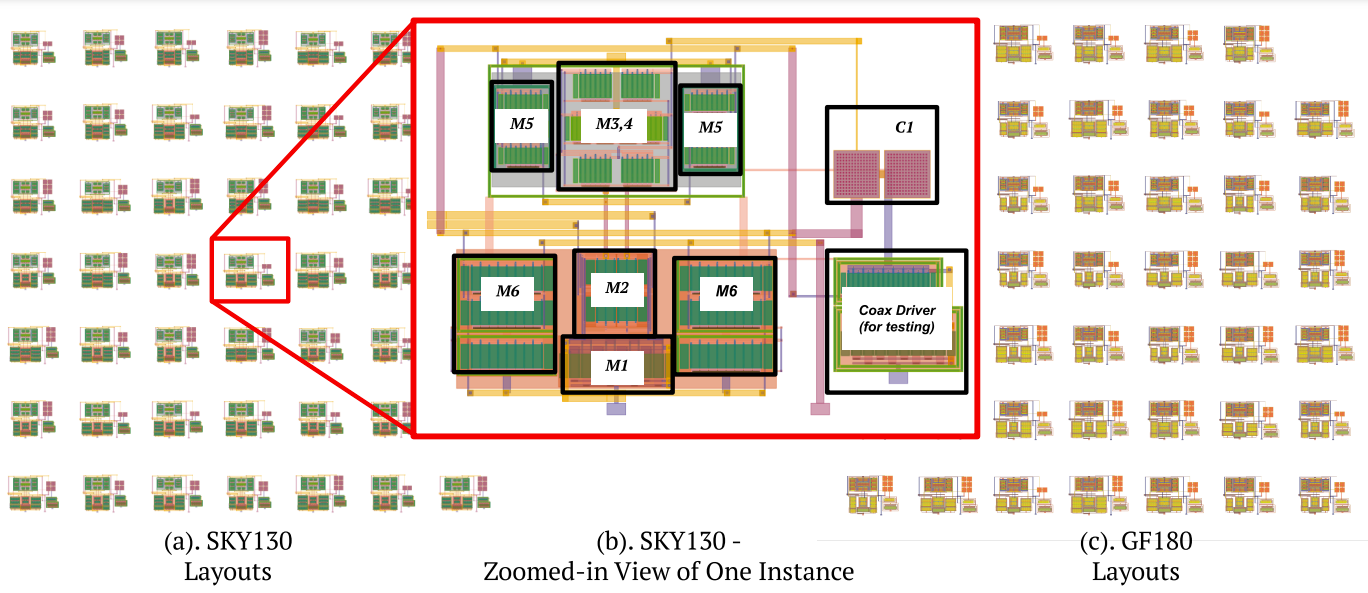 M5
M3,4
M5
C1
M6
M2
M6
Coax Driver
(for testing)
M1
(a). SKY130
Layouts
(b). SKY130 -
Zoomed-in View of One Instance
(c). GF180
Layouts